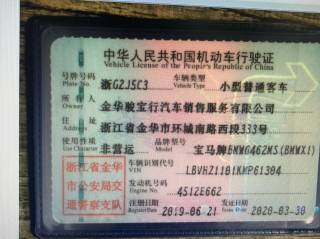 中华人民共和国机动车行驶证
Vehicle License of the People's Republic of China
号牌号码 浙G2J5C3 车辆类型 小型普通客车
Plate No. Vehicle Type
所有人 金华骏宝行汽车销售服务有限公司
Owner
住址 浙江省金华市环城南路西段333号
Address
使用性质 非营运 品牌型号 宝马牌BMW6462MS(BMWX1)
Use Character Model
浙江省金华 车辆识别代号
VIN LBVHZ1101KMP61304
市公安局交 发动机号码
Engine No. 4512E662
通警察支队 注册日期 2019-06-21 发证日期 2020-03-30
Register Date Issue Date